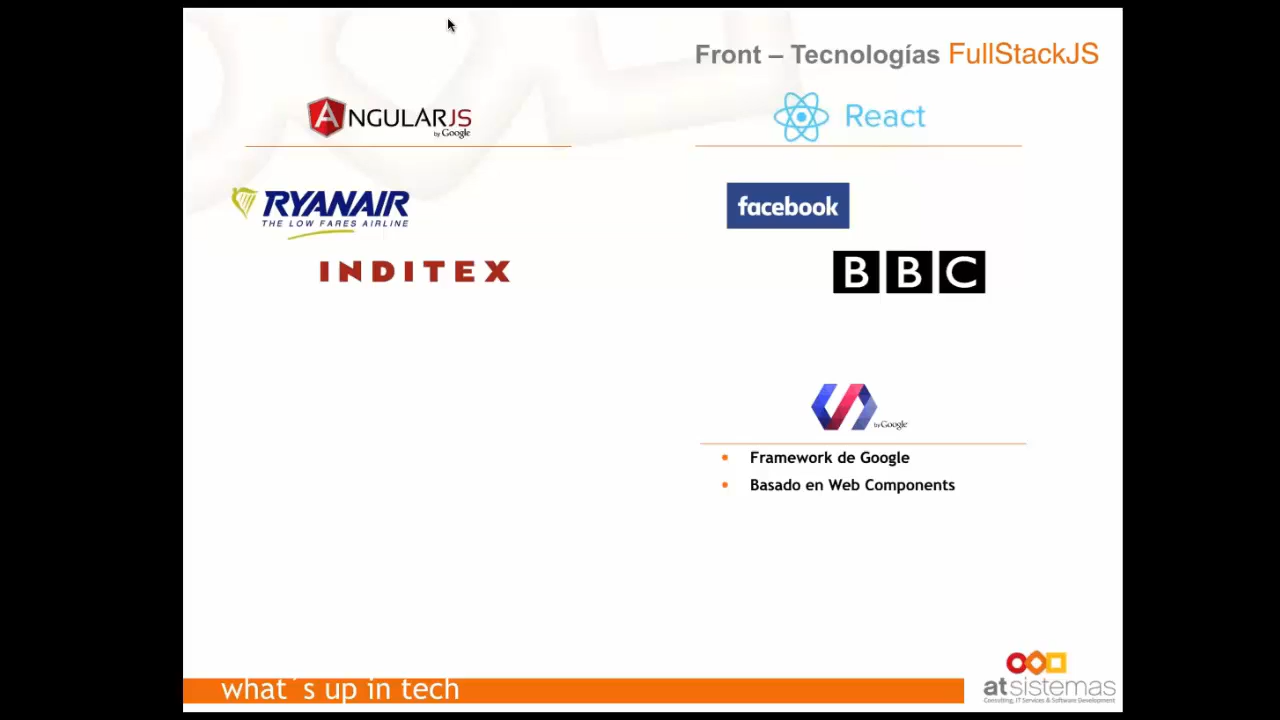 Front – Tecnologías FullStackJS
ANGULARJS
by Google
React
RYANAIR
THE LOW FARES AIRLINE
facebook
INDITEX
BBC
by Google
Framework de Google
Basado en Web Components
what´s up in tech
atsistemas
Consulting, IT Services & Software Development